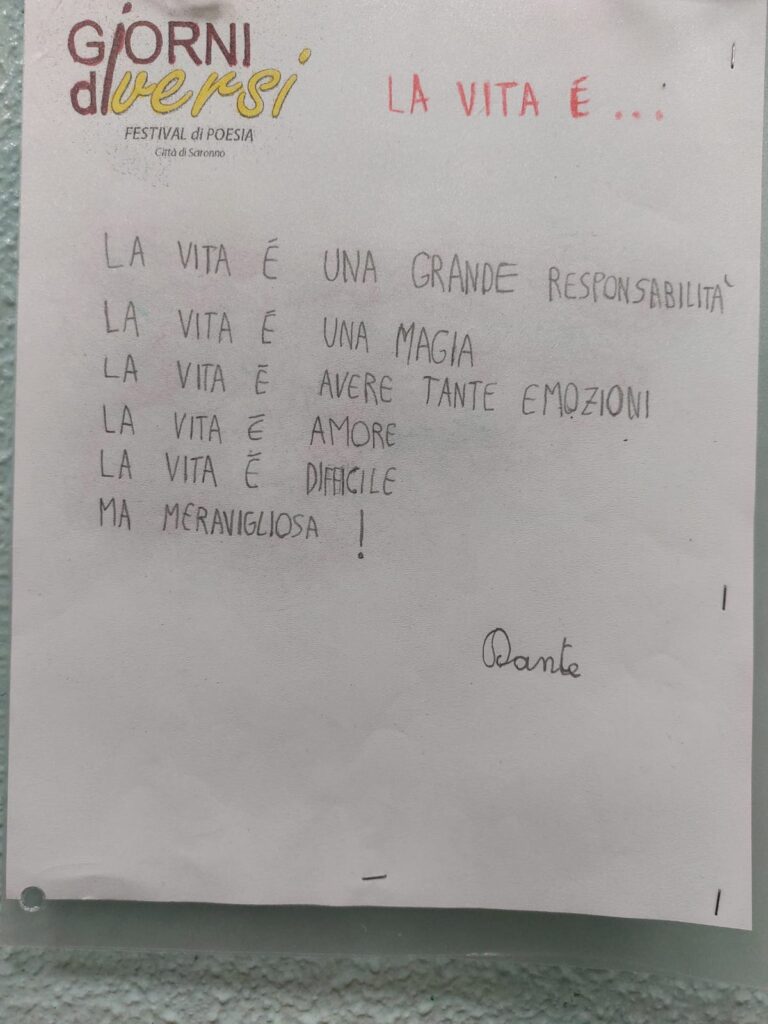 GiORNI
diversi
FESTIVAL di POESIA
Città di Saronno
LA VITA É...
LA VITA É UNA GRANDE RESPONSABILITÀ
LA VITA É UNA MAGIA
LA VITA É AVERE TANTE EMOZIONI
LA VITA É AMORE
LA VITA É DIFFICILE
MA MERAVIGLIOSA !
Dante